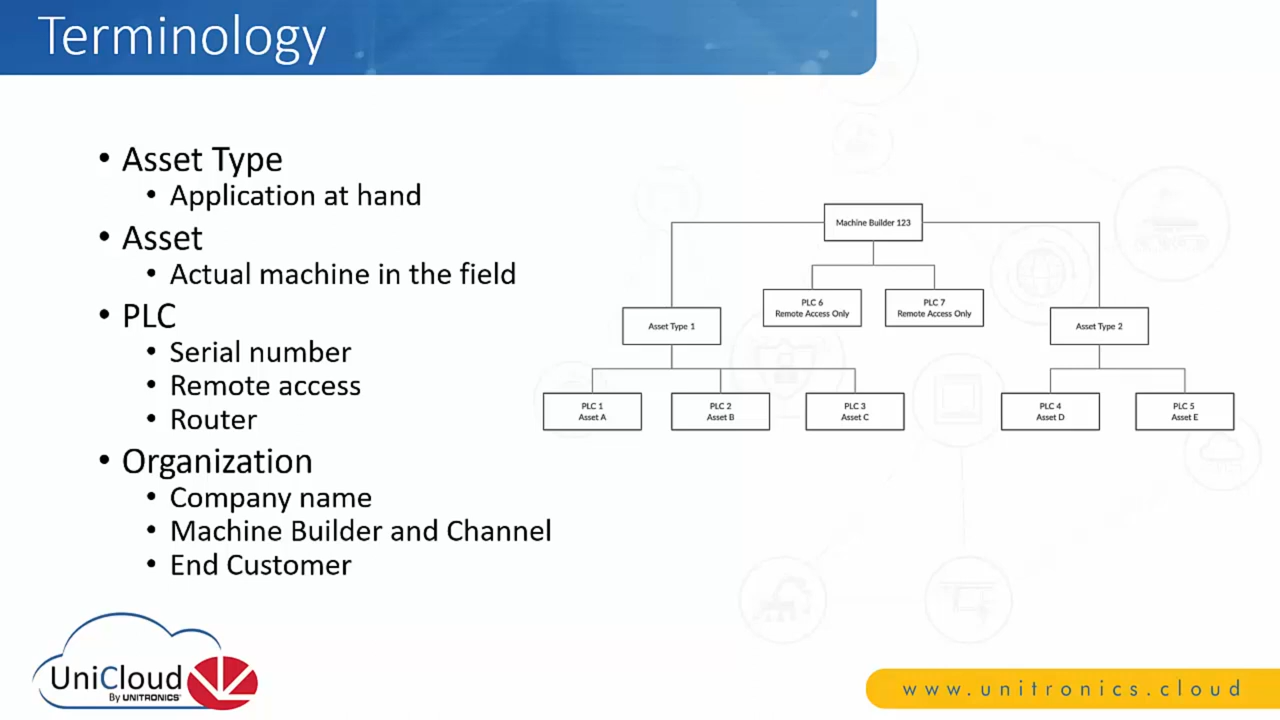 Terminology
• Asset Type
• Application at hand
• Asset
• Actual machine in the field
• PLC
• Serial number
• Remote access
• Router
• Organization
• Company name
• Machine Builder and Channel
• End Customer
Machine Builder 123
PLC 6
Remote Access Only
PLC 7
Remote Access Only
Asset Type 1
Asset Type 2
PLC 1
Asset A
PLC 2
Asset B
PLC 3
Asset C
PLC 4
Asset D
PLC 5
Asset E
UniCloud
By UNITRONICS®
www.unitronics.cloud